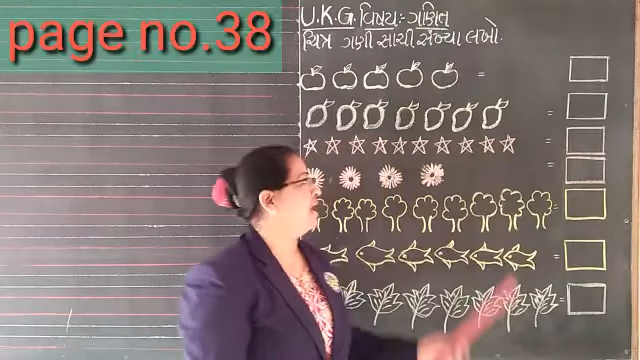 page no.38
U.K.G. વિષય:- ગણિત
ચિત્ર ગણી સાચી સંખ્યા લખો.